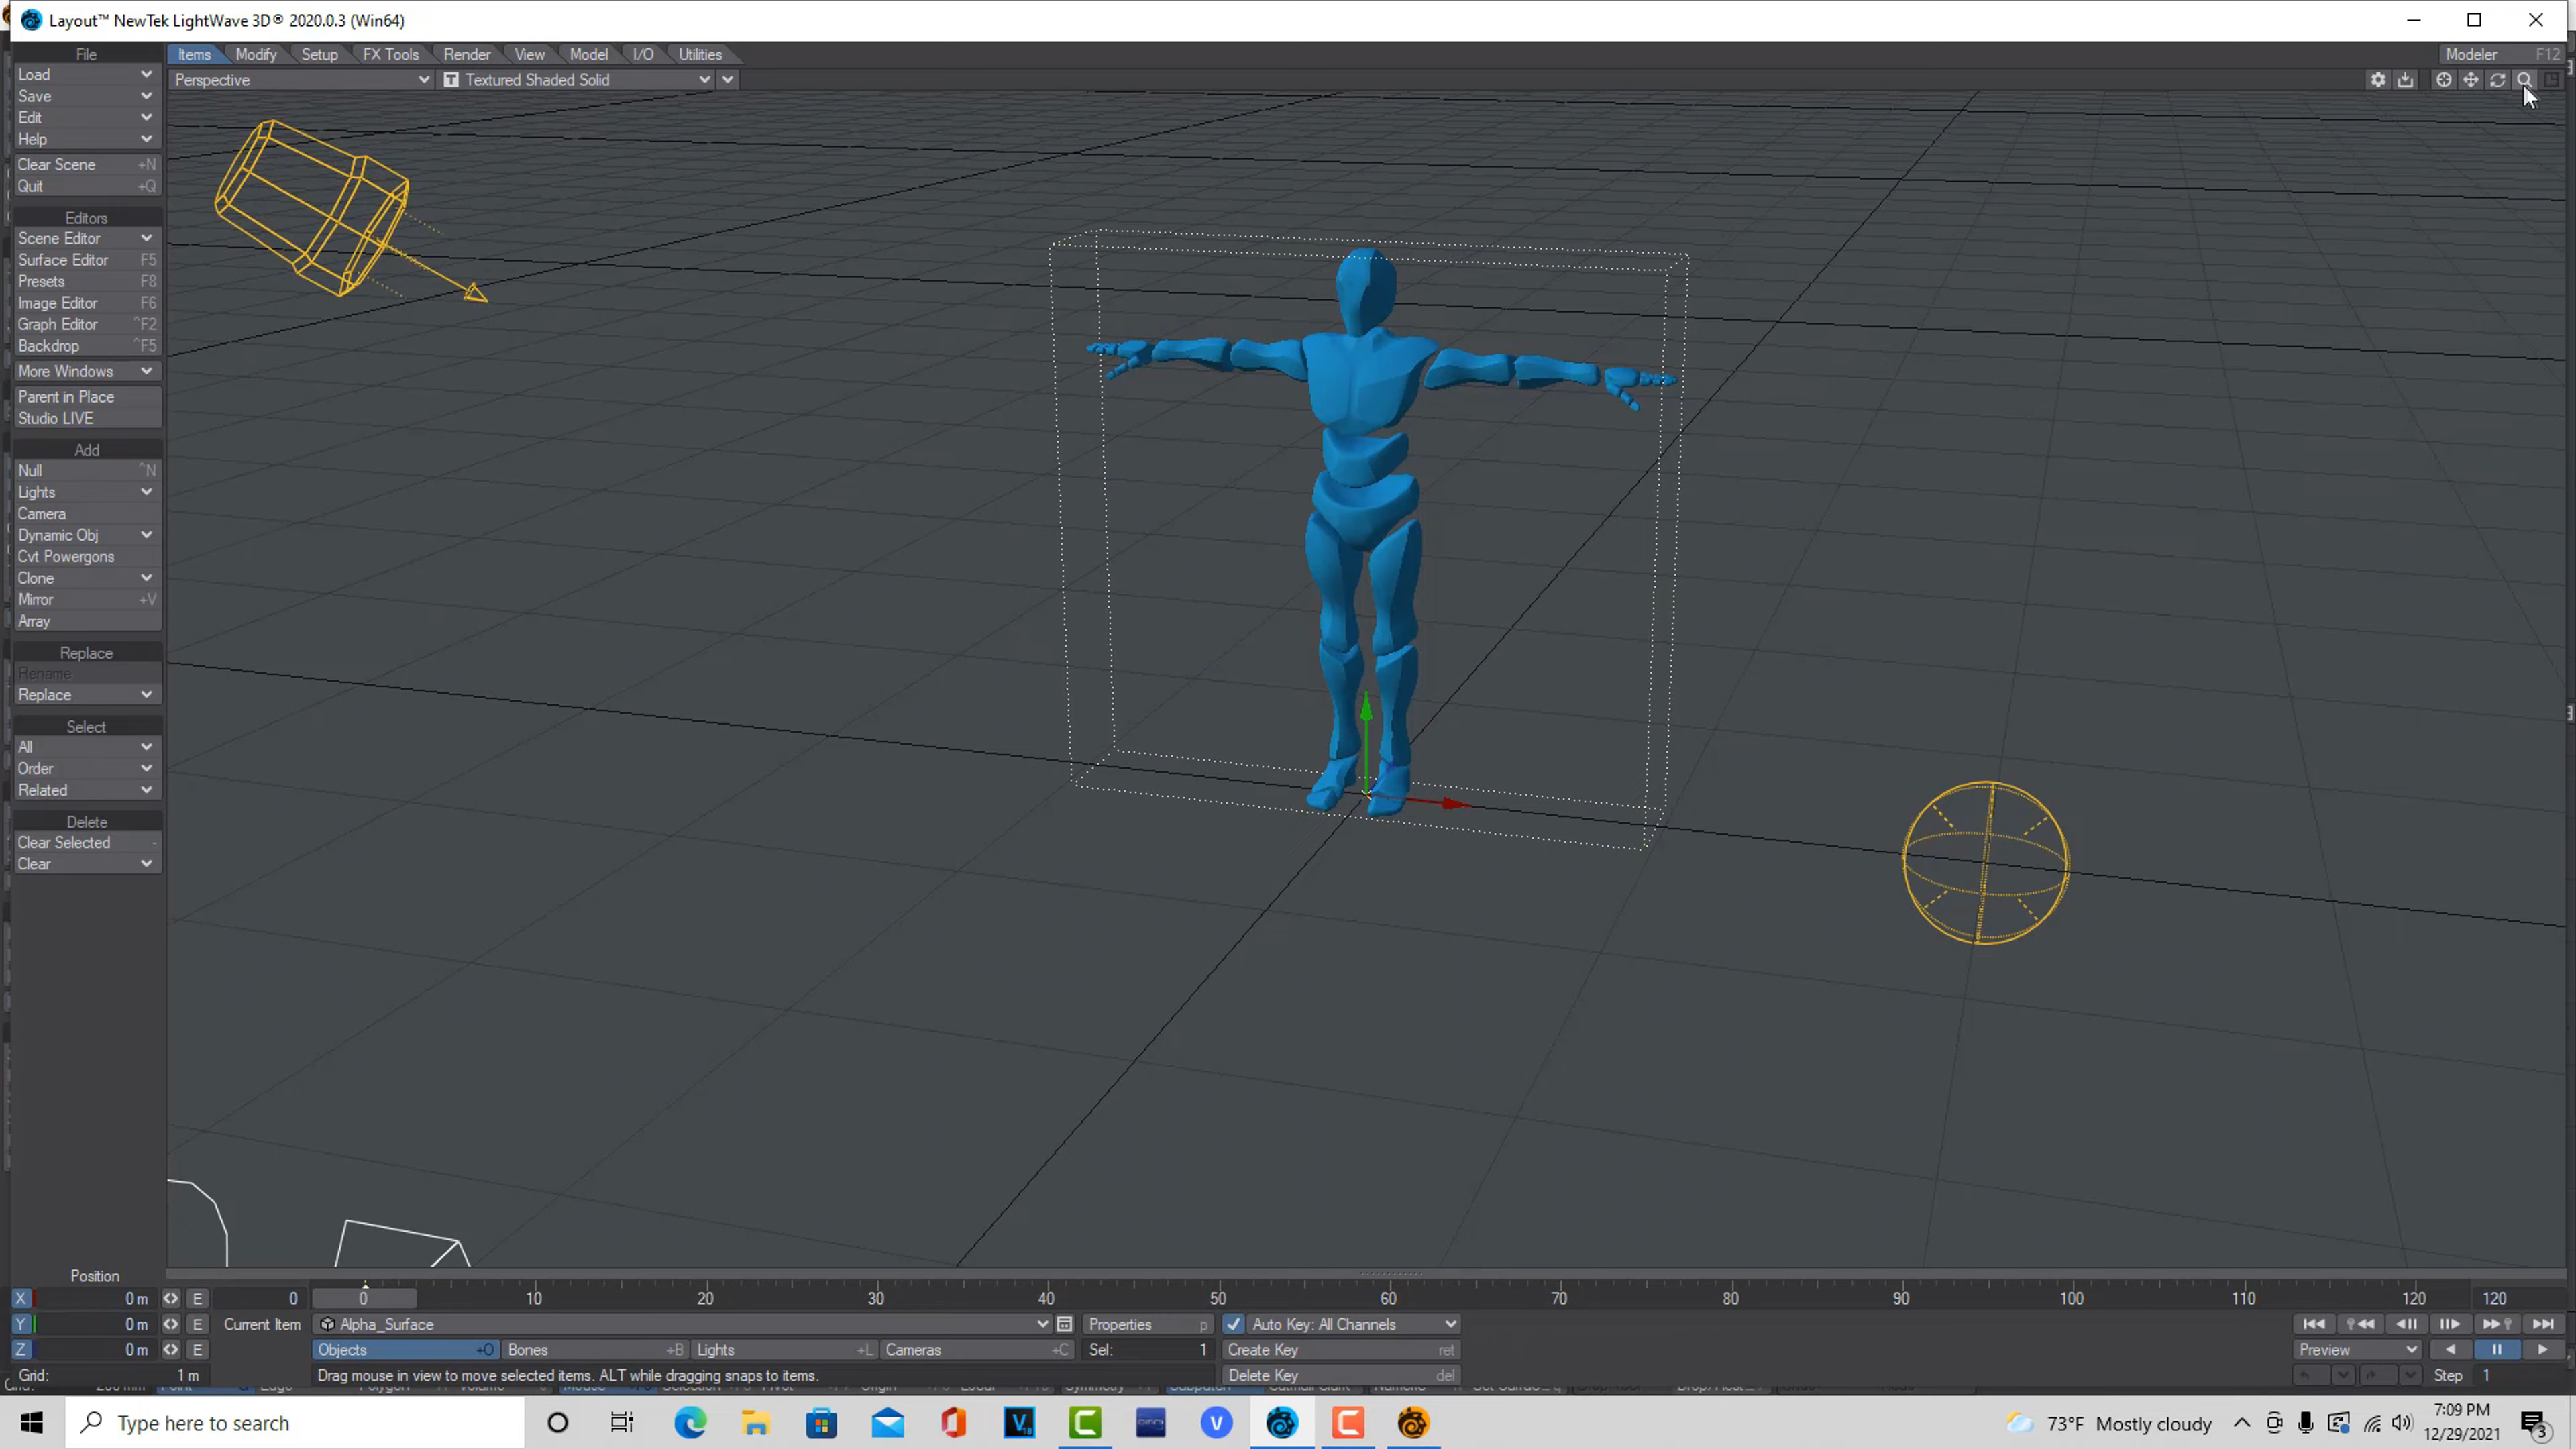 Layout™ NewTek LightWave 3D® 2020.0.3 (Win64)
File Items Modify Setup FX Tools Render View Model I/O Utilities Modeler F12
Load Perspective T Textured Shaded Solid
Save
Edit
Help
Clear Scene +N
Quit +Q
Editors
Scene Editor
Surface Editor F5
Presets F8
Image Editor F6
Graph Editor ^F2
Backdrop ^F5
More Windows
Parent in Place
Studio LIVE
Add
Null ^N
Lights
Camera
Dynamic Obj
Cvt Powergons
Clone
Mirror +V
Array
Replace
Rename
Replace
Select
All
Order
Related
Delete
Clear Selected -
Clear
Position
X 0 m E 0 0 10 20 30 40 50 60 70 80 90 100 110 120 120
Y 0 m E Current Item Alpha_Surface Properties p Auto Key: All Channels
Z 0 m E Objects +O Bones +B Lights +L Cameras +C Sel: 1 Create Key ret Preview
Grid: 1 m Drag mouse in view to move selected items. ALT while dragging snaps to items. Delete Key del Step 1
Type here to search 73°F Mostly cloudy 7:09 PM
12/29/2021 3